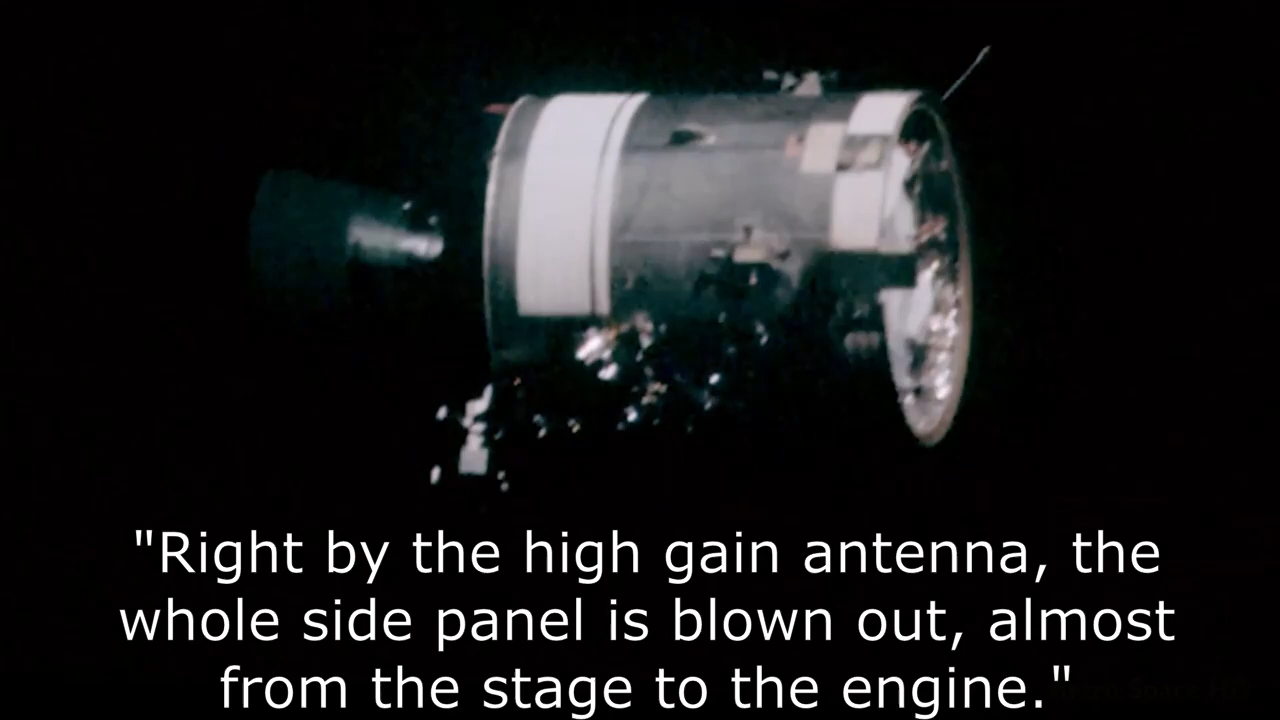 "Right by the high gain antenna, the
whole side panel is blown out, almost
from the stage to the engine."